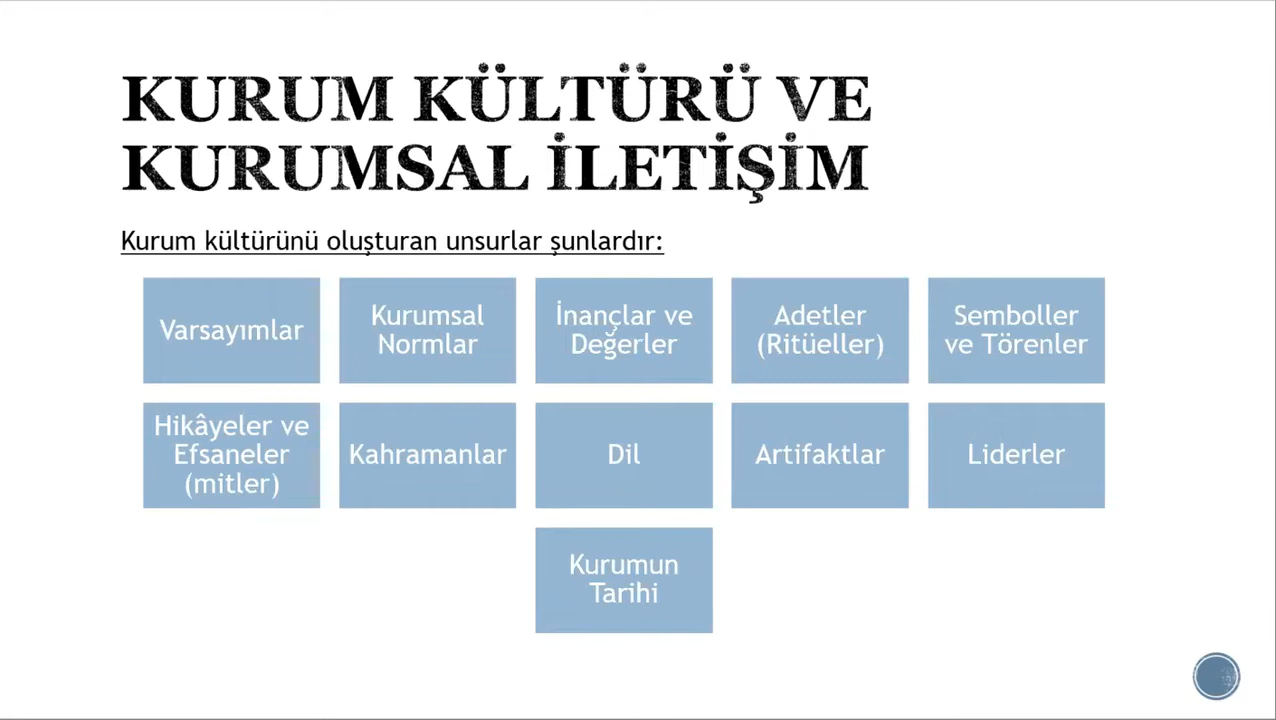 KURUM KÜLTÜRÜ VE
KURUMSAL İLETİŞİM
Kurum kültürünü oluşturan unsurlar şunlardır:
Varsayımlar
Kurumsal
Normlar
İnançlar ve
Değerler
Adetler
(Ritüeller)
Semboller
ve Törenler
Hikâyeler ve
Efsaneler
(mitler)
Kahramanlar
Dil
Artifaktlar
Liderler
Kurumun
Tarihi